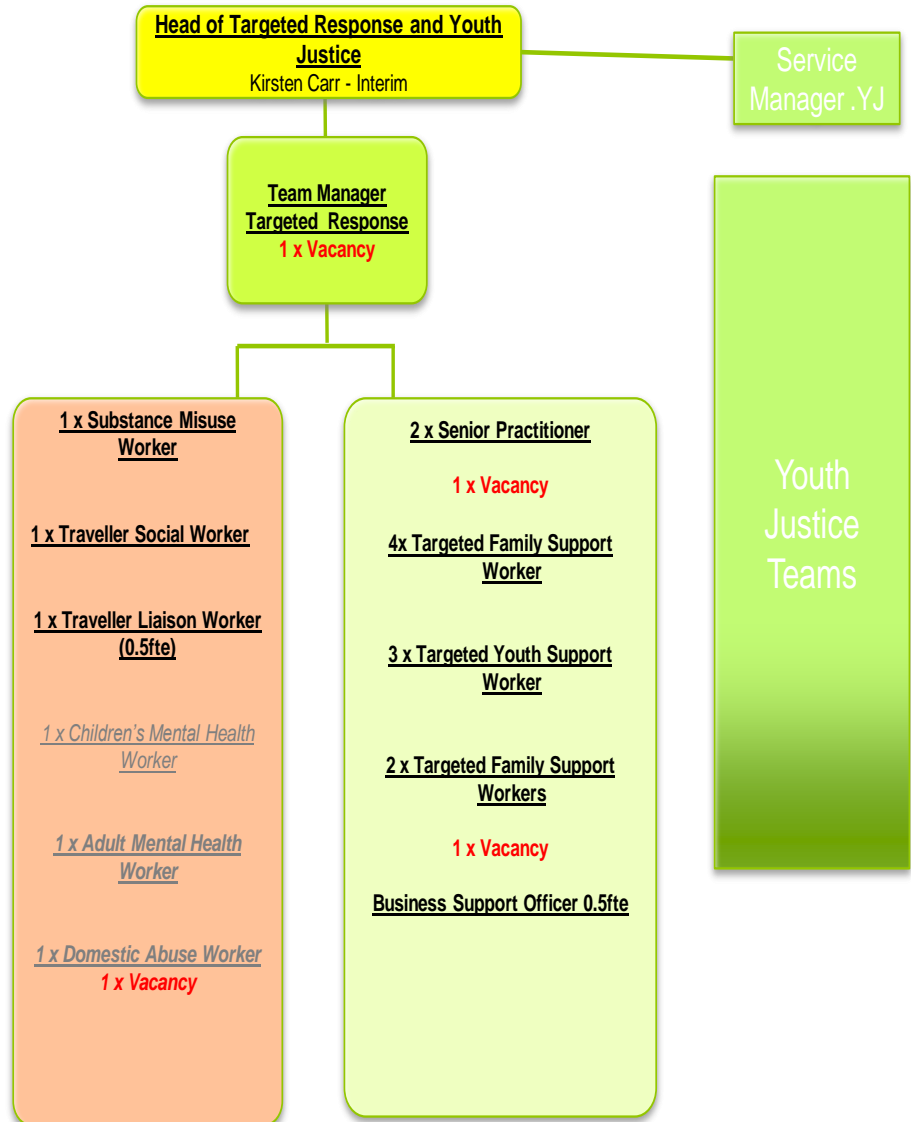 Head of Targeted Response and Youth
Justice
Kirsten Carr - Interim
Service
Manager .YJ
Team Manager
Targeted Response
1 x Vacancy
1 x Substance Misuse
Worker
1 x Traveller Social Worker
1 x Traveller Liaison Worker
(0.5fte)
1 x Children’s Mental Health
Worker
1 x Adult Mental Health
Worker
1 x Domestic Abuse Worker
1 x Vacancy
2 x Senior Practitioner
1 x Vacancy
4x Targeted Family Support
Worker
3 x Targeted Youth Support
Worker
2 x Targeted Family Support
Workers
1 x Vacancy
Business Support Officer 0.5fte
Youth
Justice
Teams